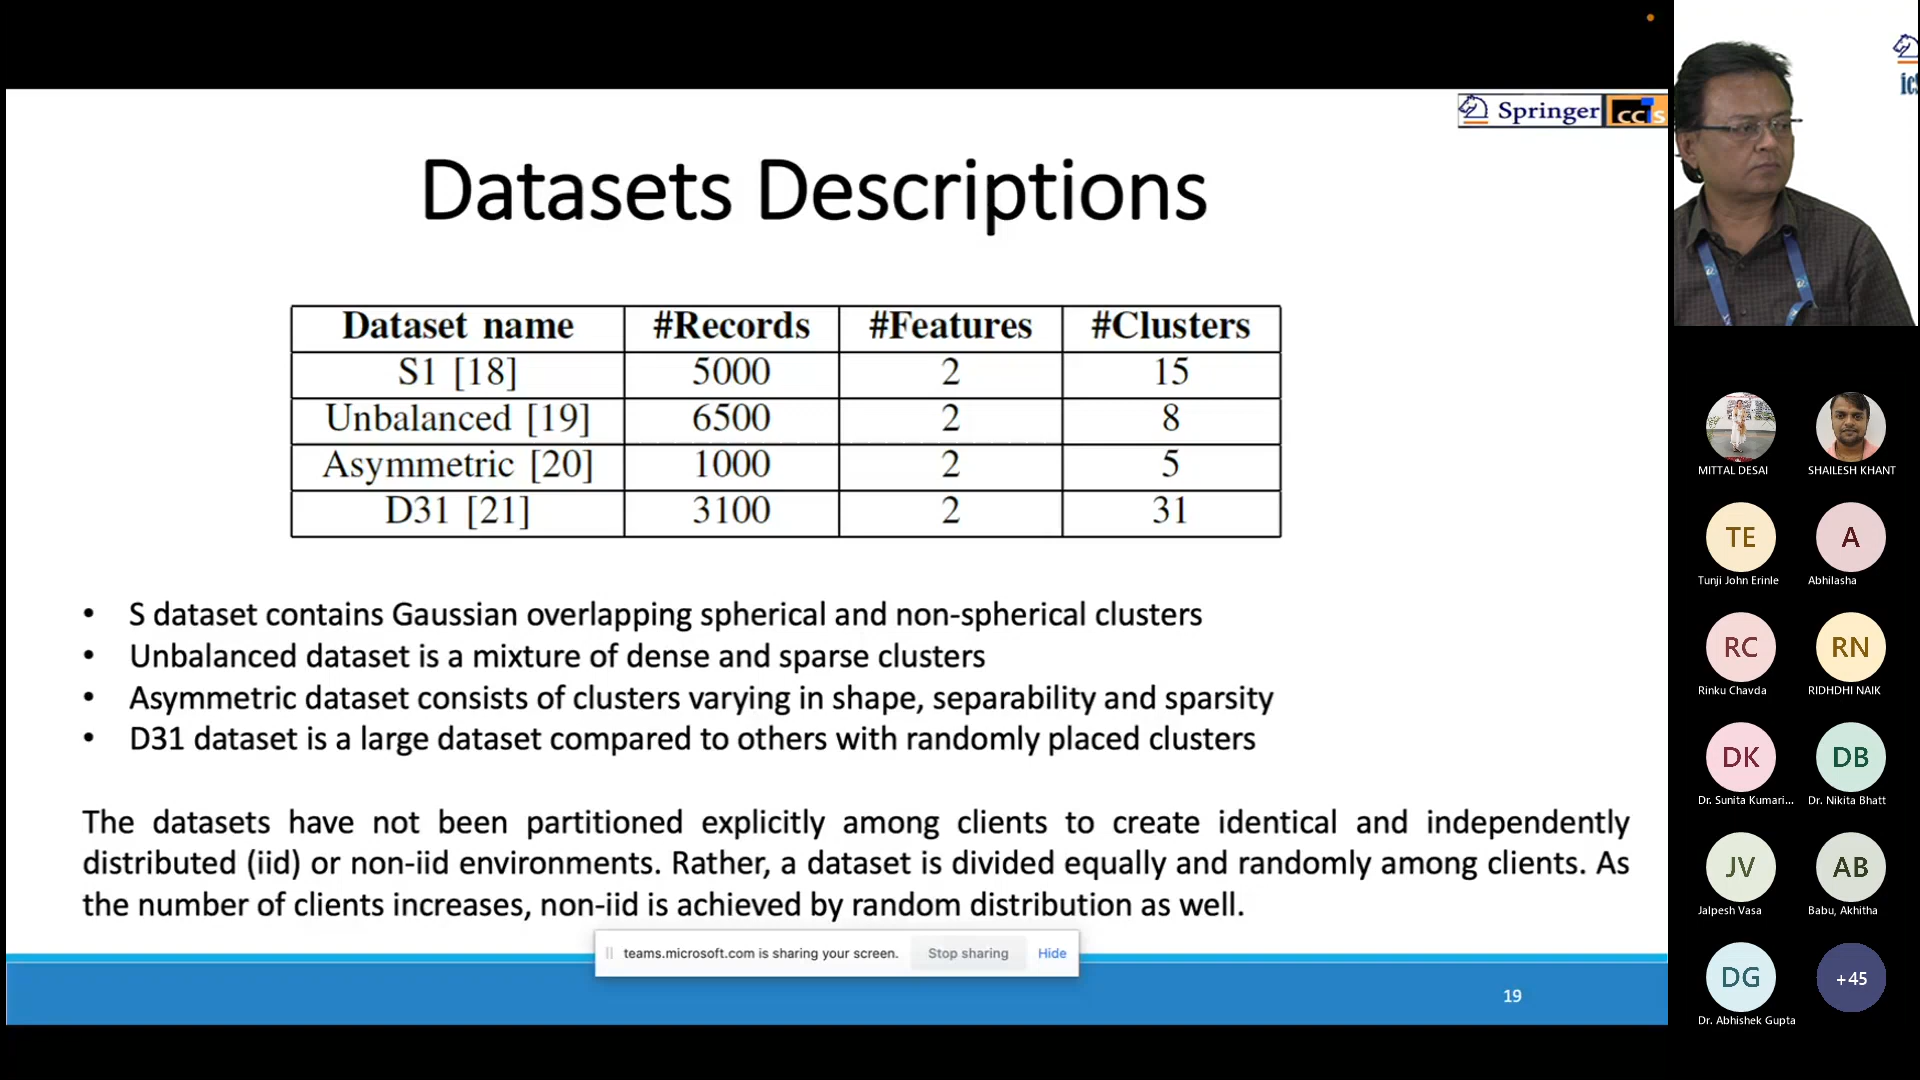 Springer CCIS
Datasets Descriptions
Dataset name #Records #Features #Clusters
S1 [18] 5000 2 15
Unbalanced [19] 6500 2 8
Asymmetric [20] 1000 2 5
D31 [21] 3100 2 31
• S dataset contains Gaussian overlapping spherical and non-spherical clusters
• Unbalanced dataset is a mixture of dense and sparse clusters
• Asymmetric dataset consists of clusters varying in shape, separability and sparsity
• D31 dataset is a large dataset compared to others with randomly placed clusters
The datasets have not been partitioned explicitly among clients to create identical and independently
distributed (iid) or non-iid environments. Rather, a dataset is divided equally and randomly among clients. As
the number of clients increases, non-iid is achieved by random distribution as well.
teams.microsoft.com is sharing your screen. Stop sharing Hide
19
MITTAL DESAI SHAILESH KHANT
TE A
Tunji John Erinle Abhilasha
RC RN
Rinku Chavda RIDHDHI NAIK
DK DB
Dr. Sunita Kumari... Dr. Nikita Bhatt
JV AB
Jalpesh Vasa Babu, Akhitha
DG +45
Dr. Abhishek Gupta